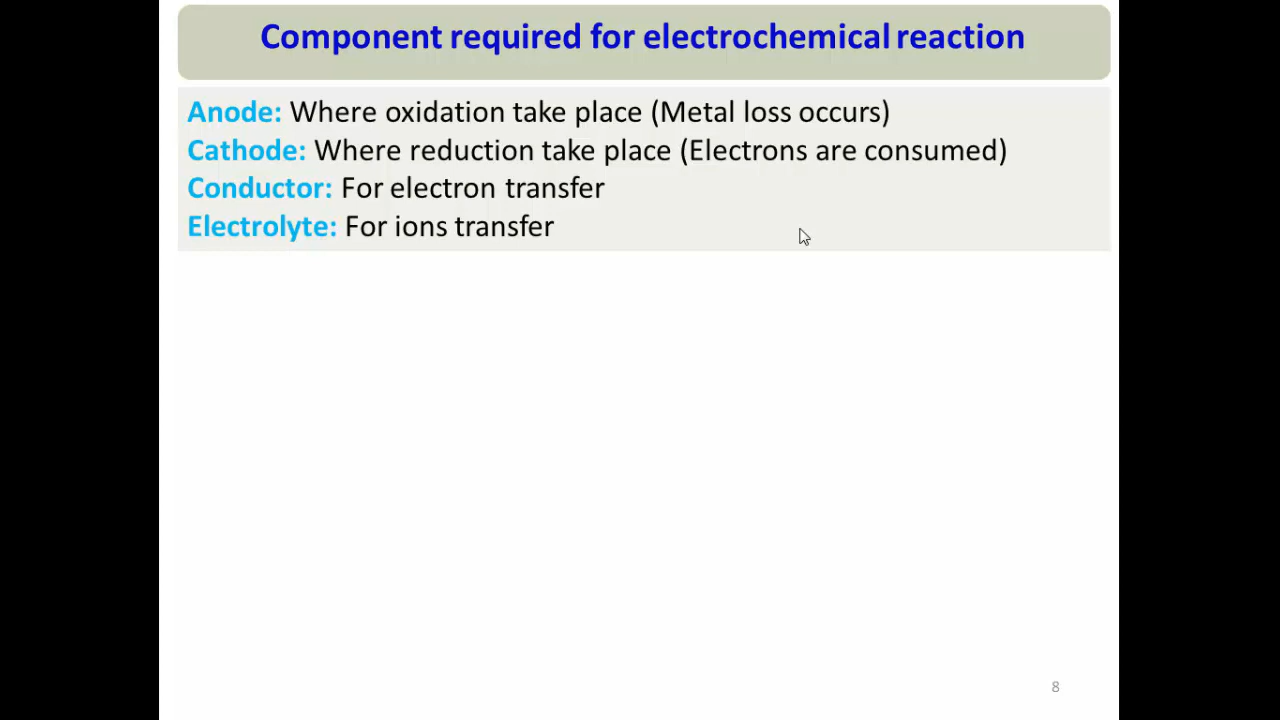 Component required for electrochemical reaction
Anode: Where oxidation take place (Metal loss occurs)
Cathode: Where reduction take place (Electrons are consumed)
Conductor: For electron transfer
Electrolyte: For ions transfer
8